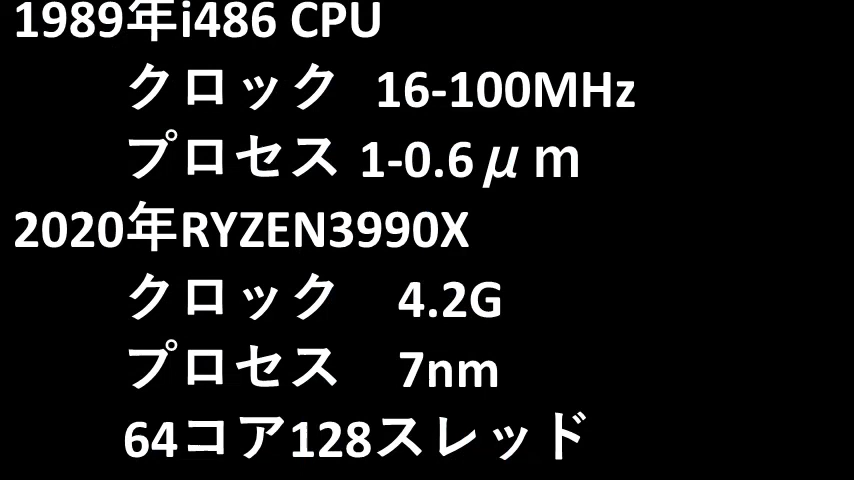 1989年i486 CPU
クロック 16-100MHz
プロセス 1-0.6μm
2020年RYZEN3990X
クロック 4.2G
プロセス 7nm
64コア128スレッド